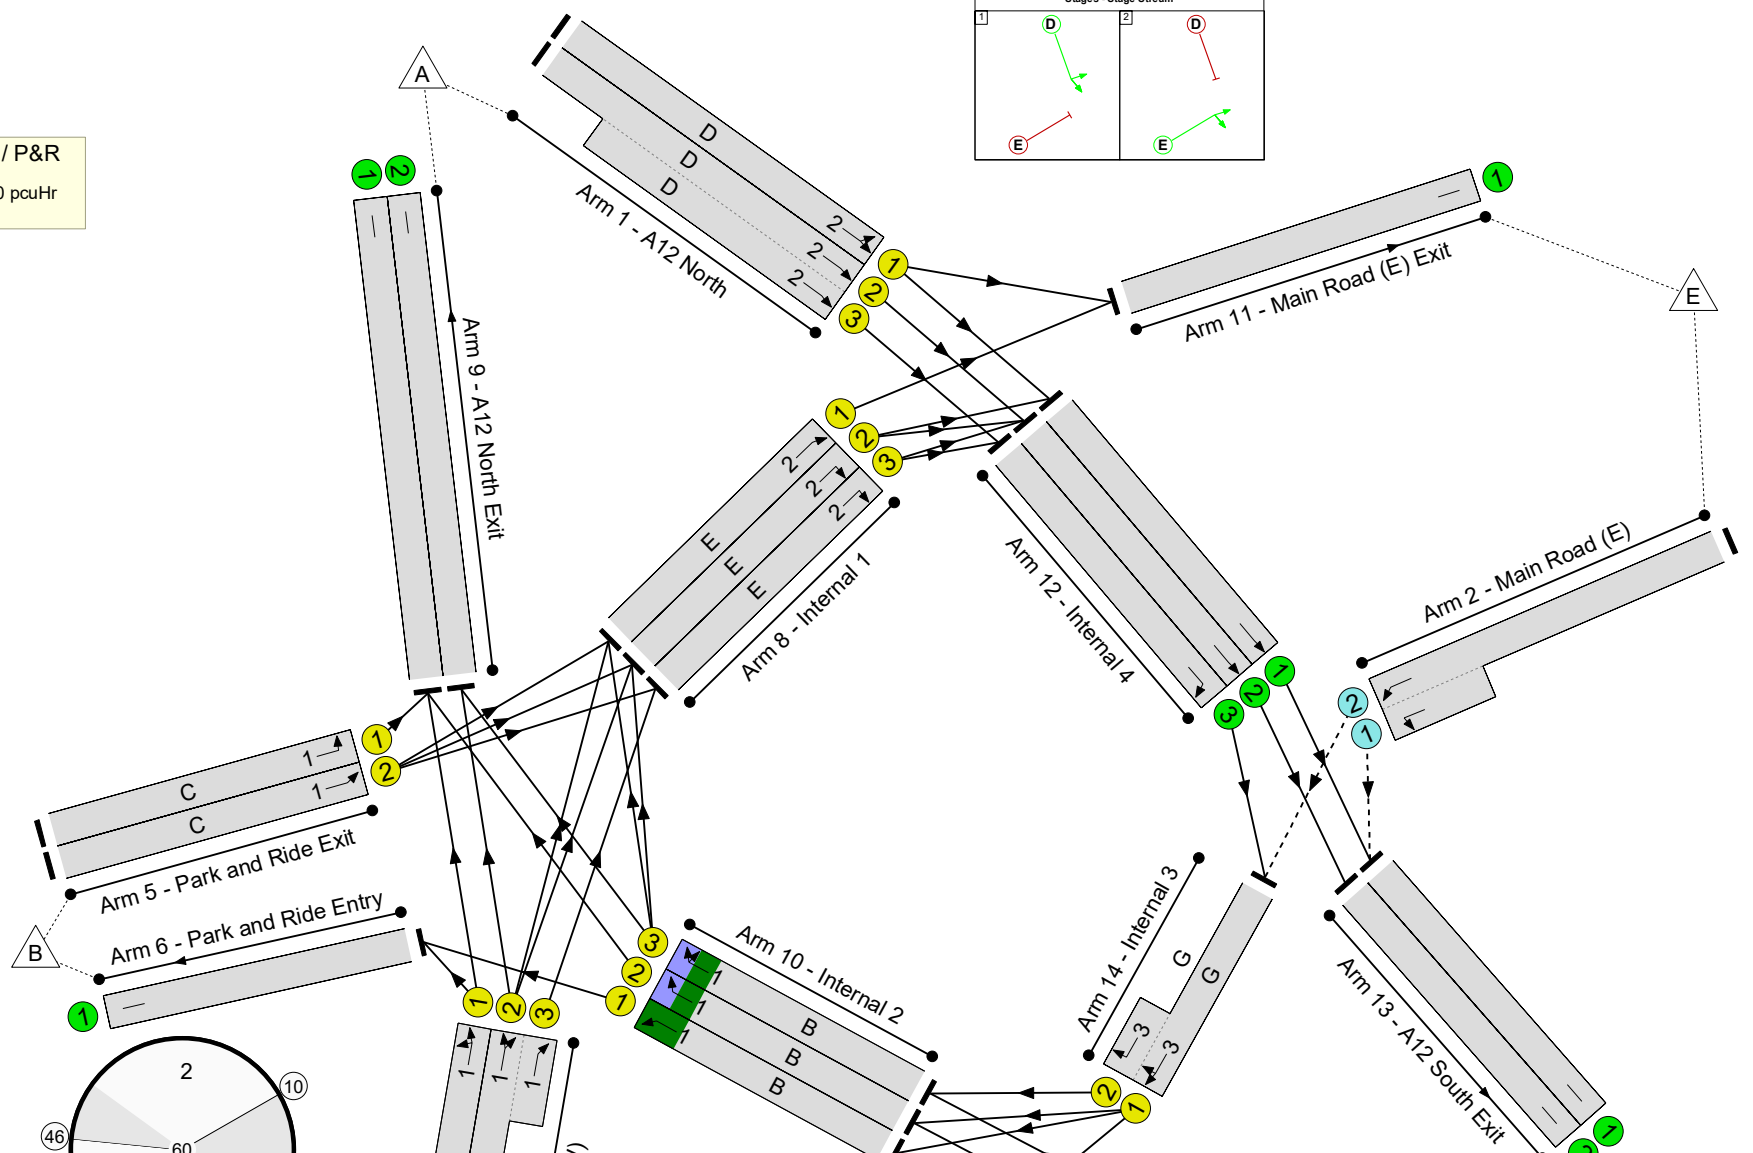 Stages - Stage Stream
1
D
E
2
D
E
A
/ P&R
0 pcuHr
1
2
D
D
D
2
2
2
1
2
3
Arm 1 - A12 North
1
Arm 11 - Main Road (E) Exit
E
Arm 9 - A12 North Exit
1
2
3
2
2
2
E
E
E
Arm 8 - Internal 1
Arm 12 - Internal 4
Arm 2 - Main Road (E)
1
2
3
2
1
1
2
1
1
C
C
Arm 5 - Park and Ride Exit
B
Arm 6 - Park and Ride Entry
1
3
2
1
1
2
3
1
1
1
Arm 10 - Internal 2
1
1
1
B
B
B
Arm 14 - Internal 3
G
G
3
3
2
1
Arm 13 - A12 South Exit
1
2
2
10
46
60